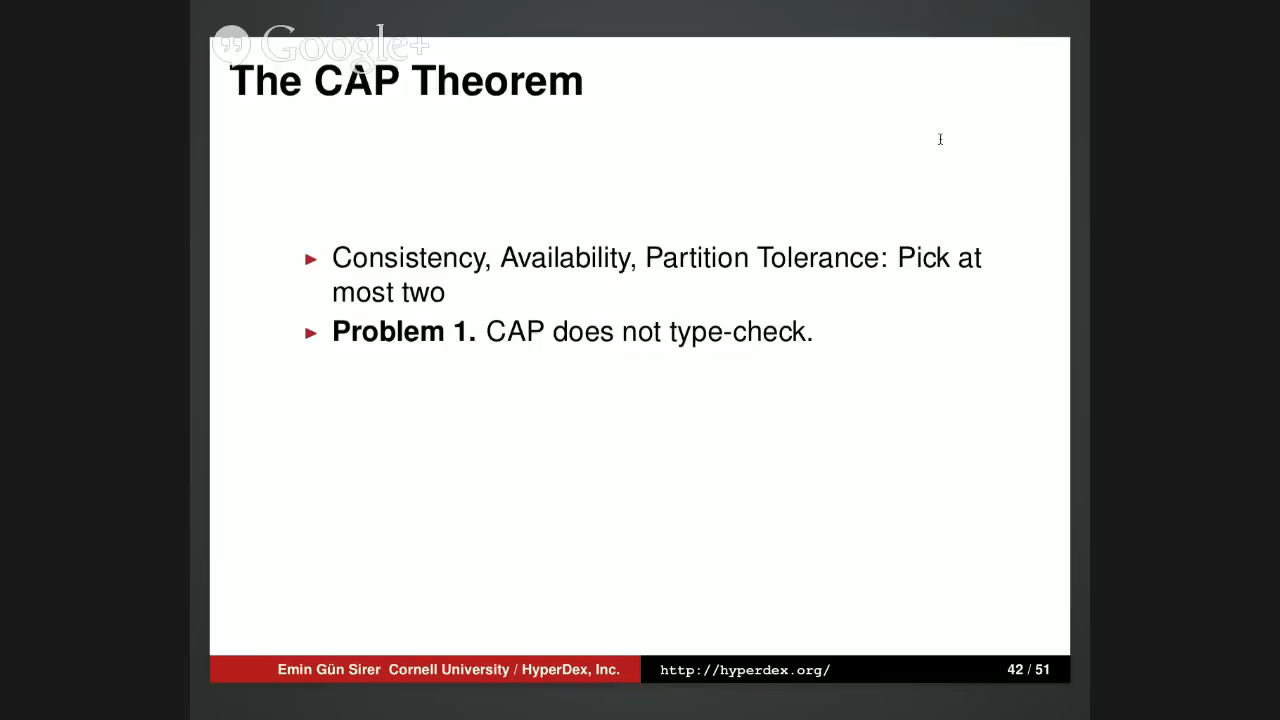 Google+
The CAP Theorem
▶ Consistency, Availability, Partition Tolerance: Pick at
most two
▶ Problem 1. CAP does not type-check.
Emin Gün Sirer Cornell University / HyperDex, Inc.
http://hyperdex.org/
42 / 51